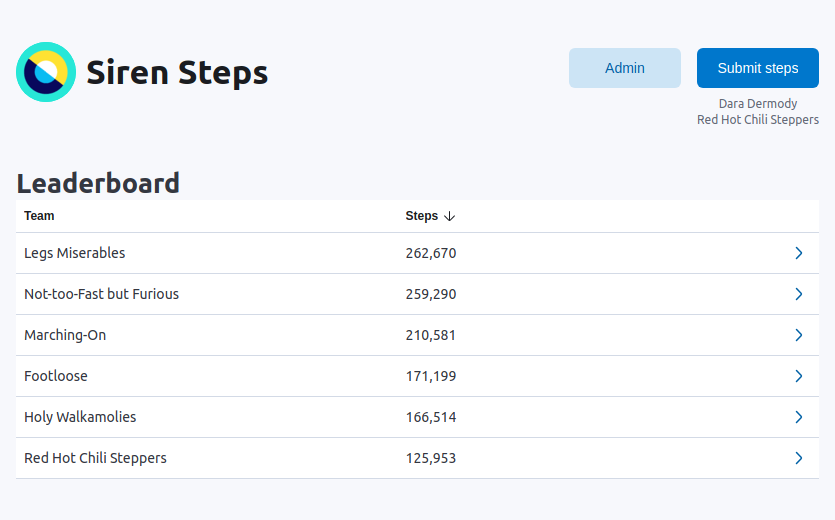 Siren Steps
Admin
Submit steps
Dara Dermody
Red Hot Chili Steppers
Leaderboard
Team Steps
Legs Miserables 262,670
Not-too-Fast but Furious 259,290
Marching-On 210,581
Footloose 171,199
Holy Walkamolies 166,514
Red Hot Chili Steppers 125,953